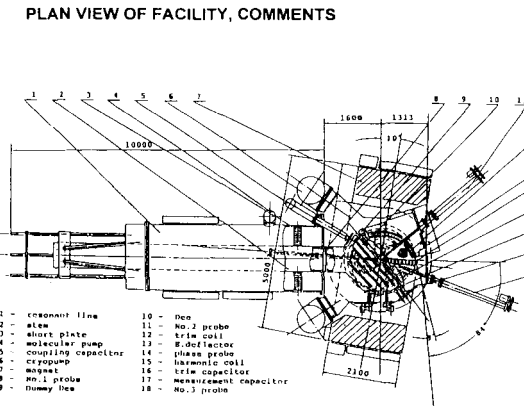 PLAN VIEW OF FACILITY, COMMENTS
1 2 3 4 5 6 7 8 9 10 1
1600 1313
10°
10000
5000
2100
84
1 - resonant line
2 - stem
3 - short plate
4 - molecular pump
5 - coupling capacitor
6 - cryopump
7 - magnet
8 - No.1 probe
9 - Dummy Dee
10 - Dee
11 - No.2 probe
12 - trim coil
13 - E.deflector
14 - phase probe
15 - harmonic coil
16 - trim capacitor
17 - measurement capacitor
18 - No.3 probe